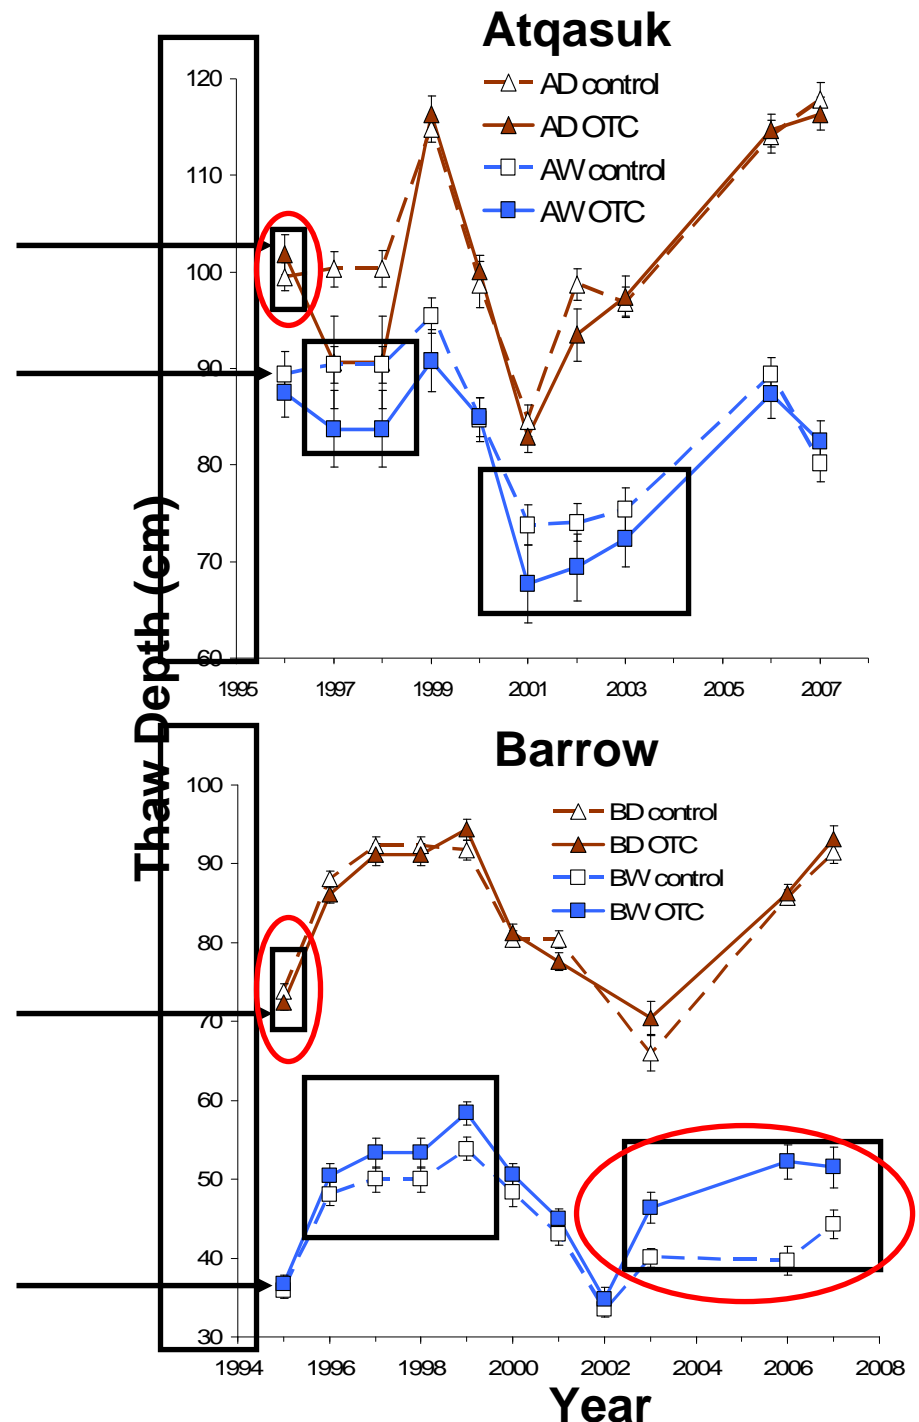 Atqasuk
AD control
AD OTC
AW control
AW OTC
120
110
100
90
80
70
60
1995 1997 1999 2001 2003 2005 2007
Thaw Depth (cm)
Barrow
BD control
BD OTC
BW control
BW OTC
100
90
80
70
60
50
40
30
1994 1996 1998 2000 2002 2004 2006 2008
Year